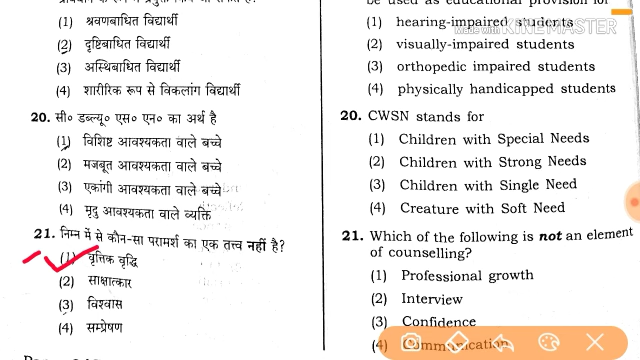 (1) श्रवणबाधित विद्यार्थी
(2) दृष्टिबाधित विद्यार्थी
(3) अस्थिबाधित विद्यार्थी
(4) शारीरिक रूप से विकलांग विद्यार्थी
20. सी० डब्ल्यू० एस० एन० का अर्थ है
(1) विशिष्ट आवश्यकता वाले बच्चे
(2) मजबूत आवश्यकता वाले बच्चे
(3) एकांगी आवश्यकता वाले बच्चे
(4) मृदु आवश्यकता वाले व्यक्ति
21. निम्न में से कौन-सा परामर्श का एक तत्त्व नहीं है?
(1) वृत्तिक वृद्धि
(2) साक्षात्कार
(3) विश्वास
(4) सम्प्रेषण
be used as educational provision for
(1) hearing-impaired students
Made with KINEMASTER
(2) visually-impaired students
(3) orthopedic impaired students
(4) physically handicapped students
20. CWSN stands for
(1) Children with Special Needs
(2) Children with Strong Needs
(3) Children with Single Need
(4) Creature with Soft Need
21. Which of the following is not an element
of counselling?
(1) Professional growth
(2) Interview
(3) Confidence
(4) Communication